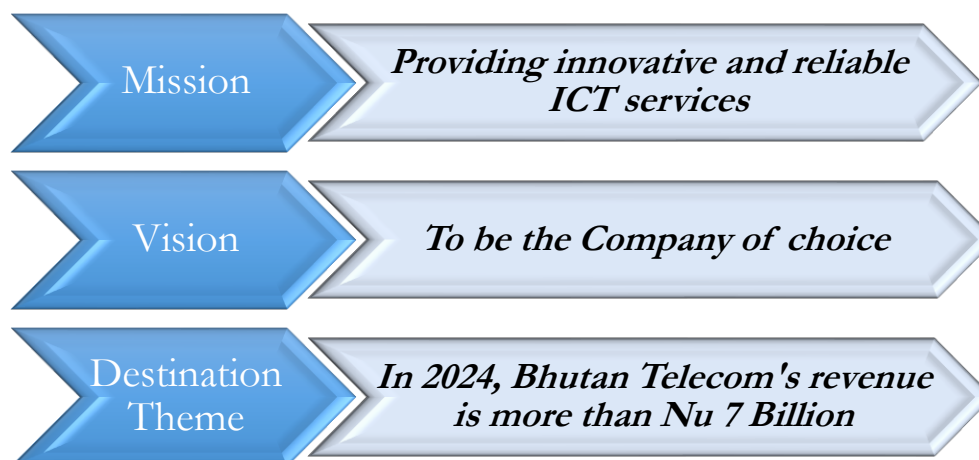 Mission
Providing innovative and reliable
ICT services
Vision
To be the Company of choice
Destination
Theme
In 2024, Bhutan Telecom's revenue
is more than Nu 7 Billion